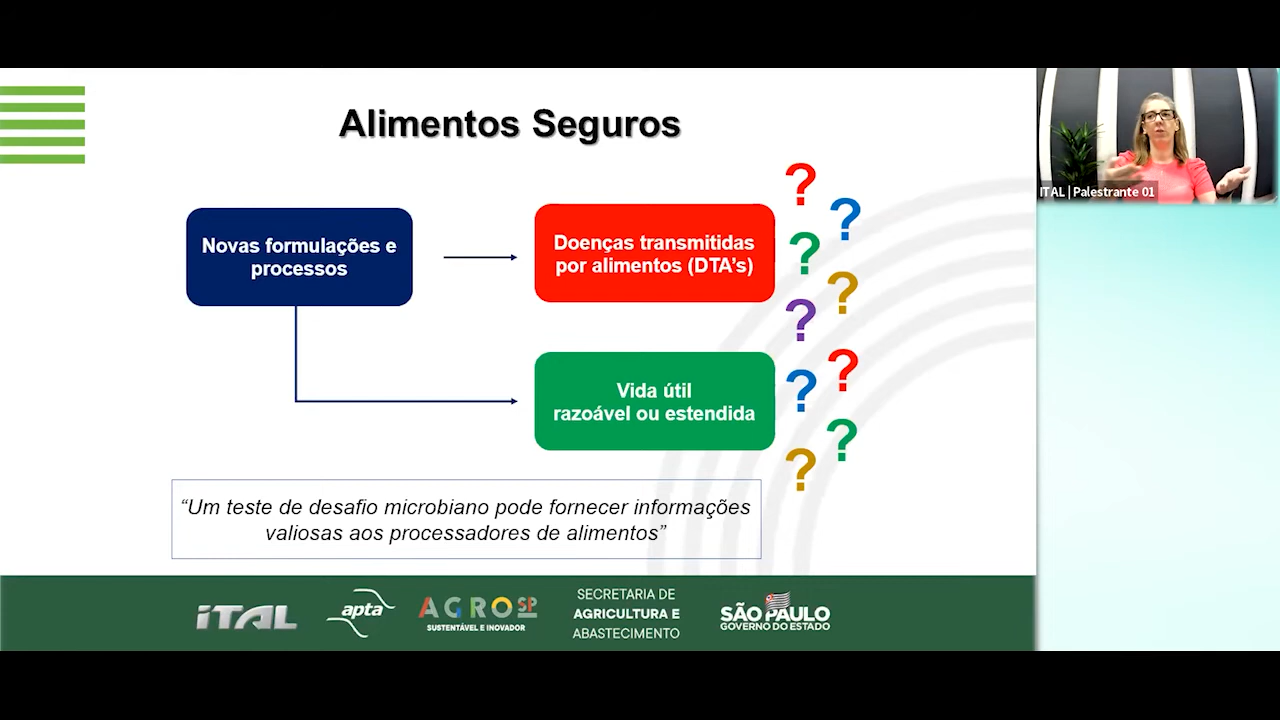 Alimentos Seguros
Novas formulações e
processos
Doenças transmitidas
por alimentos (DTA's)
? ? ? ? ?
Vida útil
razoável ou estendida
? ? ? ?
“Um teste de desafio microbiano pode fornecer informações
valiosas aos processadores de alimentos”
ITAL | Palestrante 01
iTAL
apta
AGROSP
SUSTENTÁVEL E INOVADOR
SECRETARIA DE
AGRICULTURA E
ABASTECIMENTO
SÃO PAULO
GOVERNO DO ESTADO